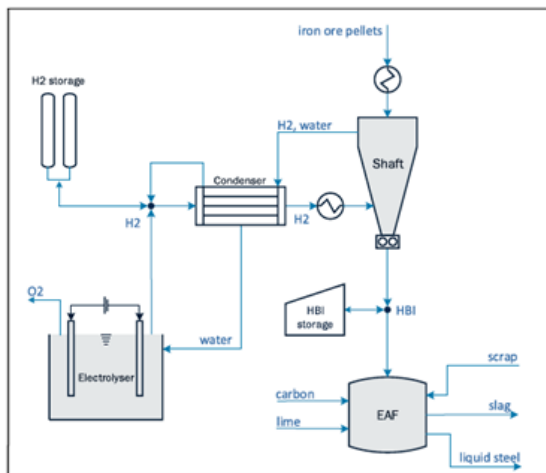 iron ore pellets
H2 storage
H2, water
Shaft
Condenser
H2
H2
HBI
storage
HBI
O2
water
Electrolyser
scrap
carbon
EAF
slag
lime
liquid steel